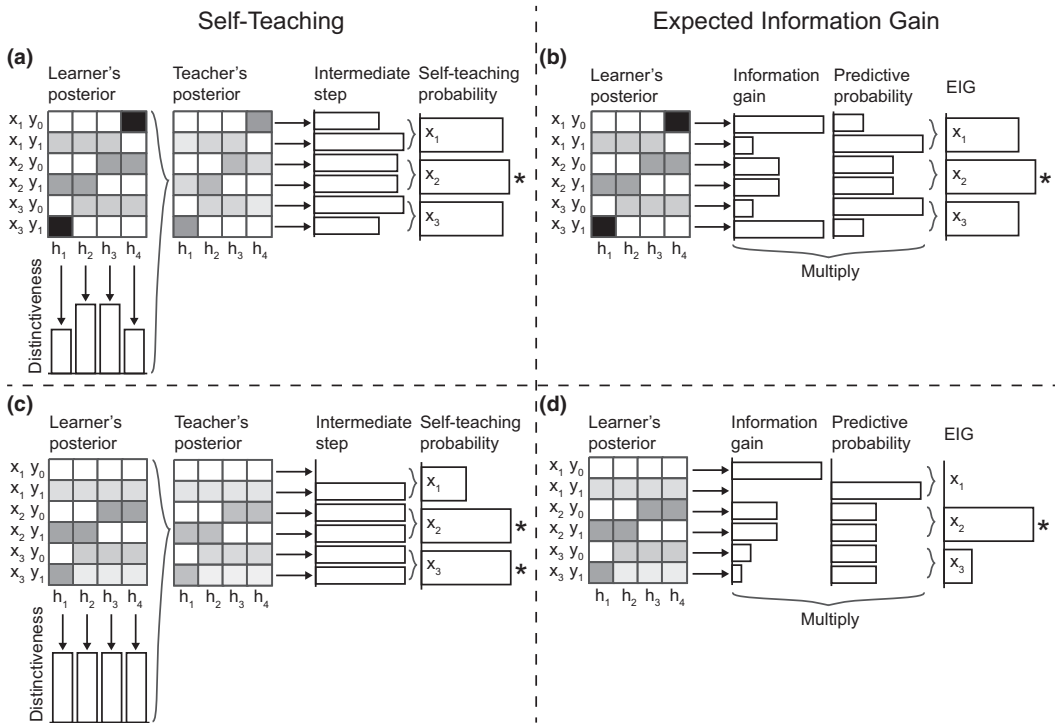 Self-Teaching
Expected Information Gain
(a)
Learner's posterior
Teacher's posterior
Intermediate step
Self-teaching probability
x1 y0
x1 y1
x2 y0
x2 y1
x3 y0
x3 y1
h1 h2 h3 h4
h1 h2 h3 h4
x1
x2
*
x3
Distinctiveness
(b)
Learner's posterior
Information gain
Predictive probability
EIG
x1 y0
x1 y1
x2 y0
x2 y1
x3 y0
x3 y1
h1 h2 h3 h4
x1
x2
*
x3
Multiply
(c)
Learner's posterior
Teacher's posterior
Intermediate step
Self-teaching probability
x1 y0
x1 y1
x2 y0
x2 y1
x3 y0
x3 y1
h1 h2 h3 h4
h1 h2 h3 h4
x1
x2
*
x3
*
Distinctiveness
(d)
Learner's posterior
Information gain
Predictive probability
EIG
x1 y0
x1 y1
x2 y0
x2 y1
x3 y0
x3 y1
h1 h2 h3 h4
x1
x2
*
x3
Multiply